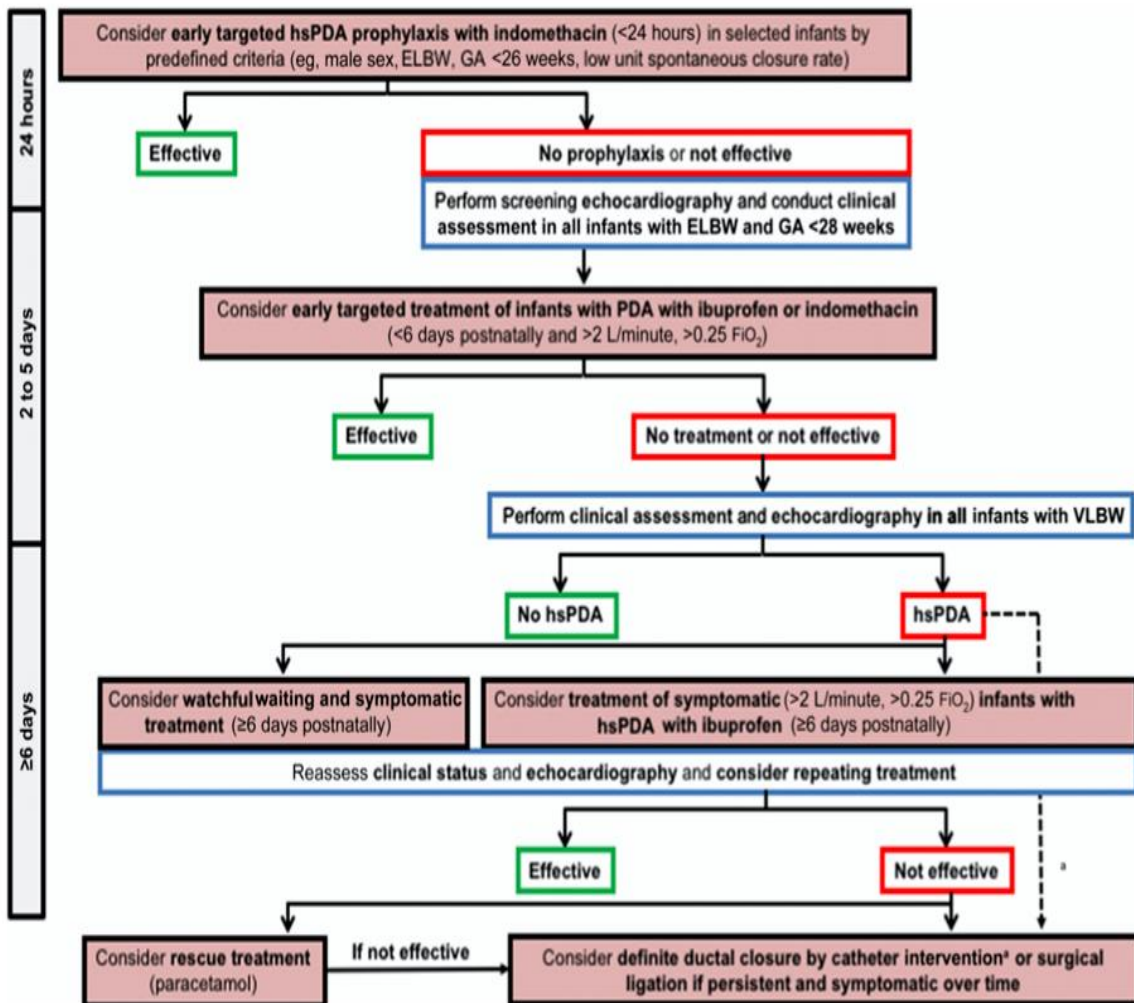 24 hours
Consider early targeted hsPDA prophylaxis with indomethacin (<24 hours) in selected infants by
predefined criteria (eg, male sex, ELBW, GA <26 weeks, low unit spontaneous closure rate)
Effective
No prophylaxis or not effective
Perform screening echocardiography and conduct clinical
assessment in all infants with ELBW and GA <28 weeks
2 to 5 days
Consider early targeted treatment of infants with PDA with ibuprofen or indomethacin
(<6 days postnatally and >2 L/minute, >0.25 FiO₂)
Effective
No treatment or not effective
Perform clinical assessment and echocardiography in all infants with VLBW
≥6 days
No hsPDA
hsPDA
Consider watchful waiting and symptomatic
treatment (≥6 days postnatally)
Consider treatment of symptomatic (>2 L/minute, >0.25 FiO₂) infants with
hsPDA with ibuprofen (≥6 days postnatally)
Reassess clinical status and echocardiography and consider repeating treatment
Effective
Not effective
a
Consider rescue treatment
(paracetamol)
If not effective
Consider definite ductal closure by catheter interventionᵃ or surgical
ligation if persistent and symptomatic over time